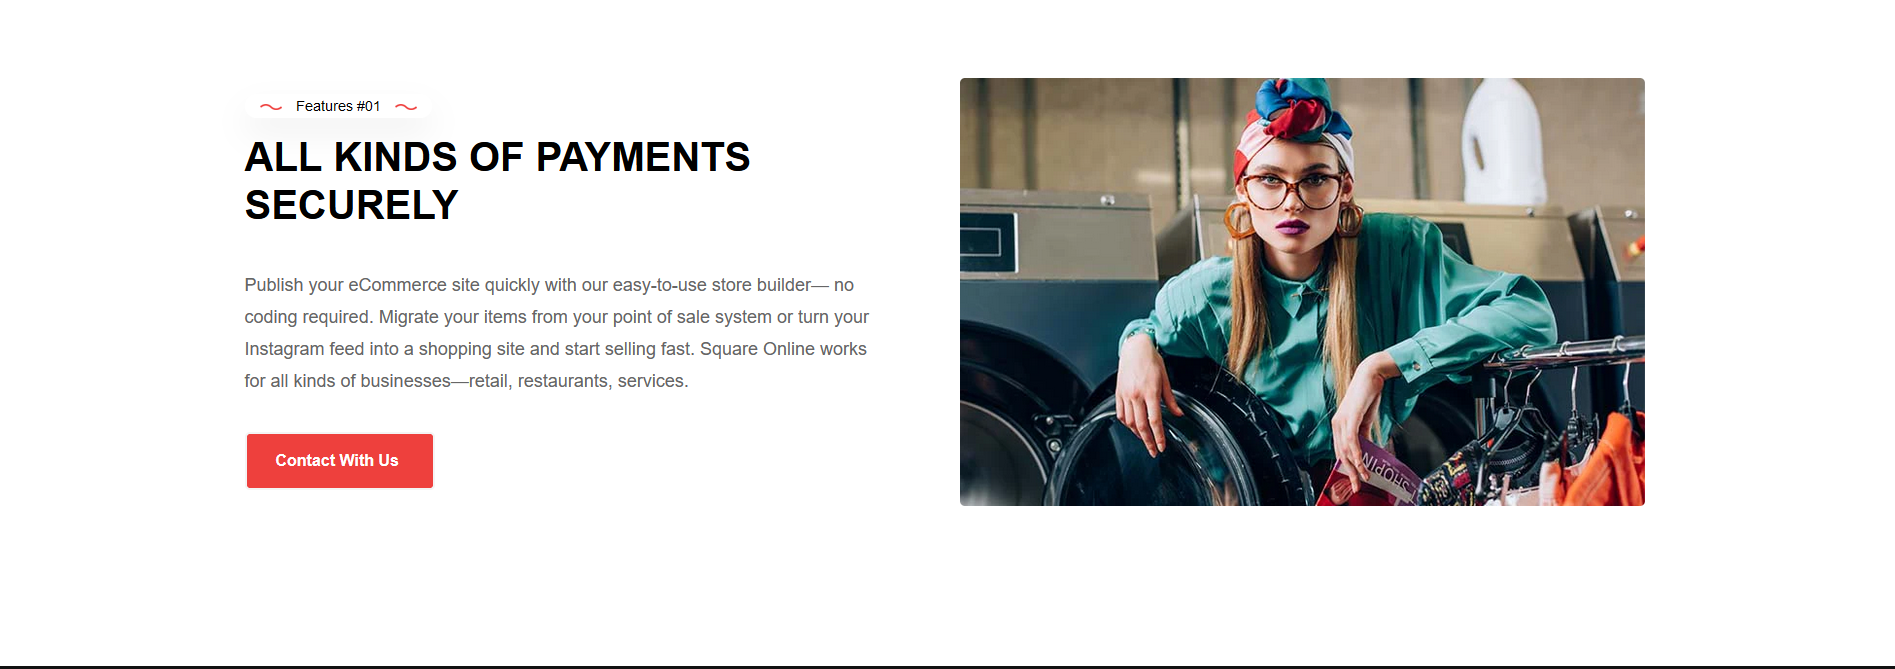 Features #01
ALL KINDS OF PAYMENTS
SECURELY
Publish your eCommerce site quickly with our easy-to-use store builder— no
coding required. Migrate your items from your point of sale system or turn your
Instagram feed into a shopping site and start selling fast. Square Online works
for all kinds of businesses—retail, restaurants, services.
Contact With Us
SHOPIN